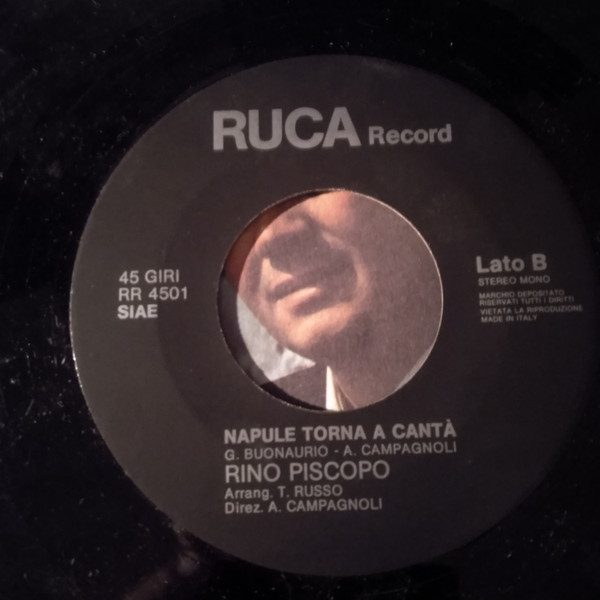 RUCA Record
45 GIRI
RR 4501
SIAE
Lato B
STEREO MONO
MARCHIO DEPOSITATO
RISERVATI TUTTI I DIRITTI
VIETATA LA RIPRODUZIONE
MADE IN ITALY
NAPULE TORNA A CANTÀ
G. BUONAURIO - A. CAMPAGNOLI
RINO PISCOPO
Arrang. T. RUSSO
Direz. A. CAMPAGNOLI